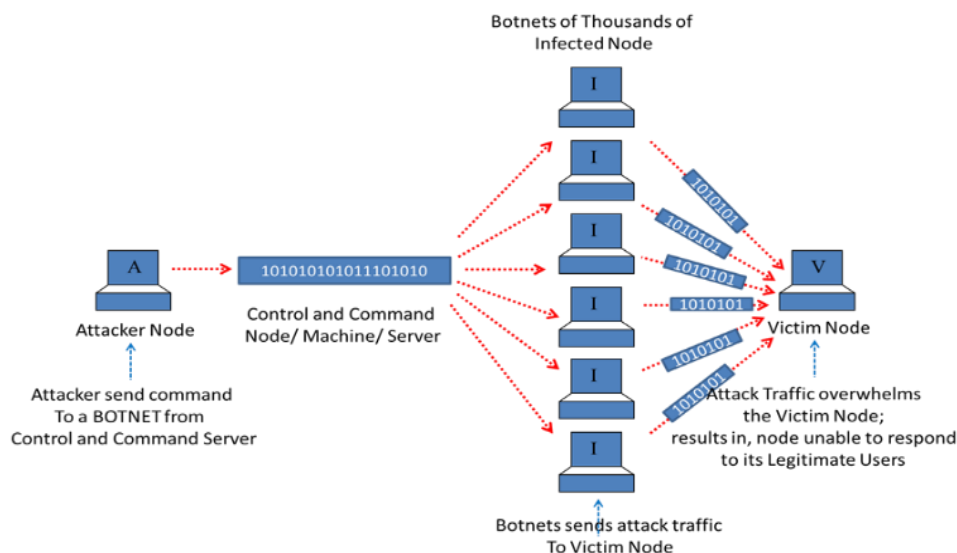 Botnets of Thousands of
Infected Node
I
I
I
I
I
I
1010101
1010101
1010101
1010101
1010101
1010101
A
101010101011101010
V
Attacker Node
Control and Command
Node/ Machine/ Server
Victim Node
Attacker send command
To a BOTNET from
Control and Command Server
Attack Traffic overwhelms
the Victim Node;
results in, node unable to respond
to its Legitimate Users
Botnets sends attack traffic
To Victim Node